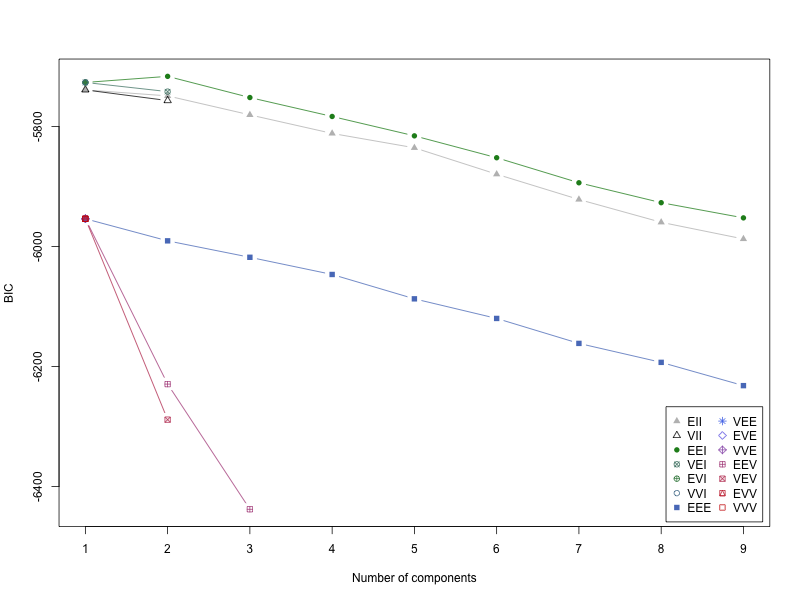 BIC
-5800
-6000
-6200
-6400
1 2 3 4 5 6 7 8 9
Number of components
EII VEE
VII EVE
EEI VVE
VEI EEV
EVI VEV
VVI EVV
EEE VVV